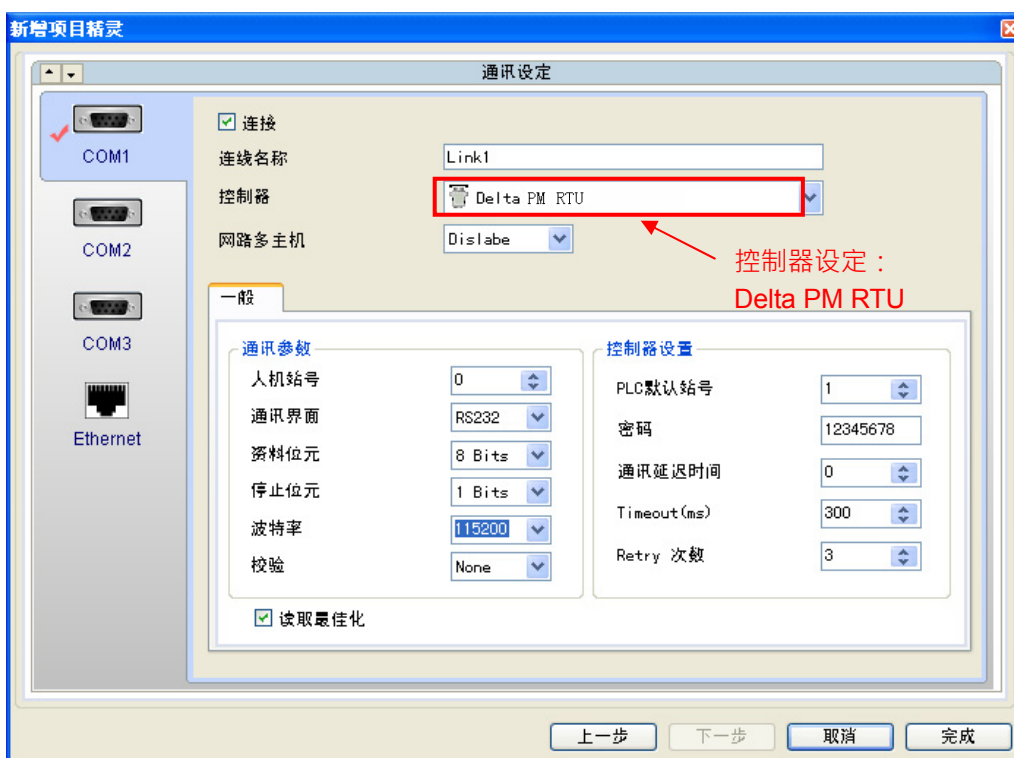 新增项目精灵
通讯设定
COM1
COM2
COM3
Ethernet
连接
连线名称 Link1
控制器 Delta PM RTU
网路多主机 Dislabe
控制器设定：
Delta PM RTU
一般
通讯参数
人机站号 0
通讯界面 RS232
资料位元 8 Bits
停止位元 1 Bits
波特率 115200
校验 None
控制器设置
PLC默认站号 1
密码 12345678
通讯延迟时间 0
Timeout(ms) 300
Retry 次数 3
读取最佳化
上一步 下一步 取消 完成